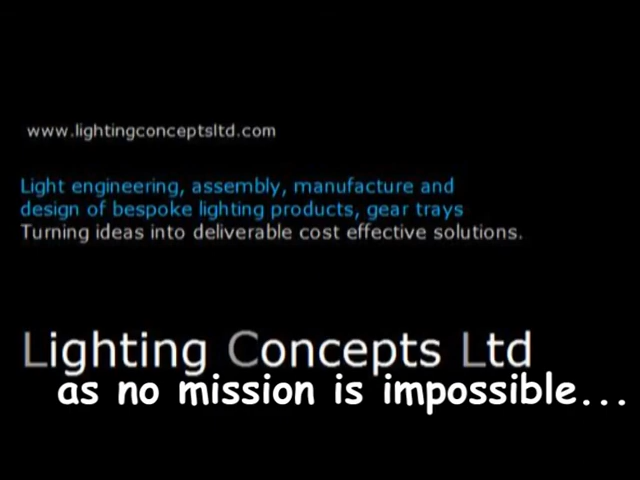 www.lightingconceptsltd.com
Light engineering, assembly, manufacture and
design of bespoke lighting products, gear trays
Turning ideas into deliverable cost effective solutions.
Lighting Concepts Ltd
as no mission is impossible...